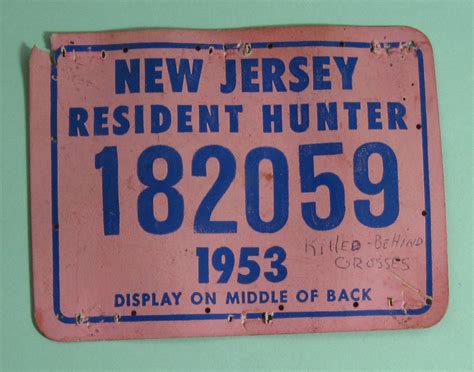 NEW JERSEY
RESIDENT HUNTER
182059
1953
KillED-BEHIND
GROSSES
DISPLAY ON MIDDLE OF BACK